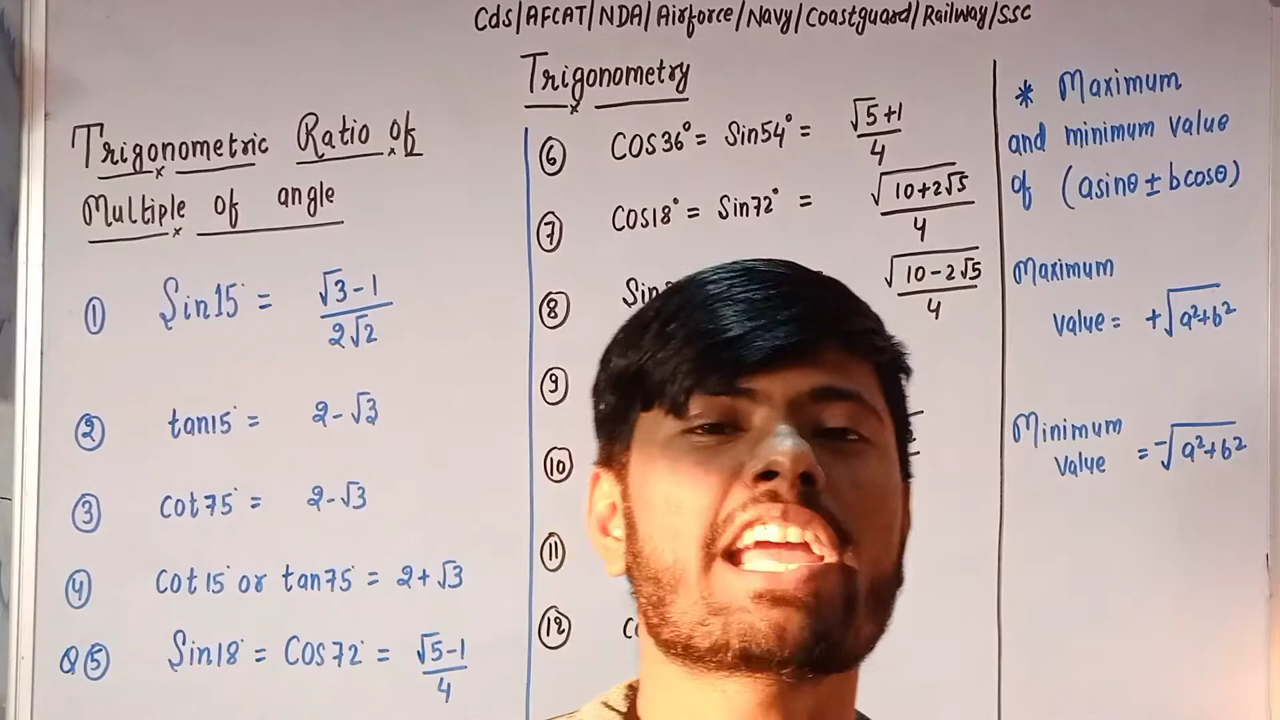 Cds/AFCAT/NDA/Airforce/Navy/Coastguard/Railway/SSC
Trigonometry
Trigonometric Ratio of
Multiple of angle
① Sin15° = √3-1 / 2√2
② tan15° = 2-√3
③ cot75° = 2-√3
④ cot15° or tan75° = 2+√3
⑤ Sin18° = Cos72° = √5-1 / 4
⑥ COS36° = Sin54° = √5+1 / 4
⑦ Cos18° = Sin72° = √10+2√5 / 4
⑧ Sin √10-2√5 / 4
⑨
⑩
⑪
⑫
* Maximum
and minimum value
of (asinθ ± bcosθ)
Maximum
value = +√a²+b²
Minimum
value = -√a²+b²